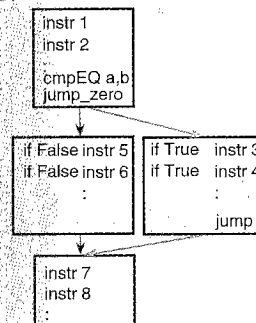 instr 1
instr 2
cmpEQ a,b
jump_zero
if False instr 5
if False instr 6
:
if True instr 3
if True instr 4
:
jump
instr 7
instr 8
: